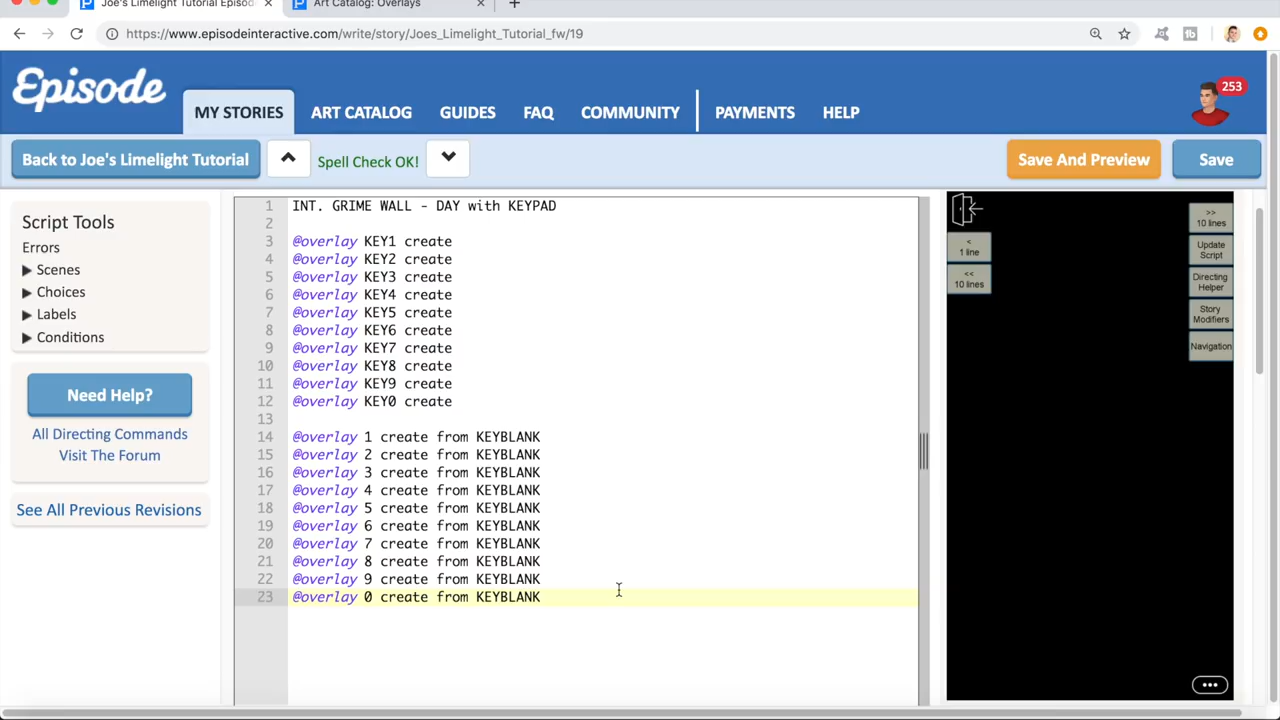 Joe's Limelight Tutorial Episod
Art Catalog: Overlays
https://www.episodeinteractive.com/write/story/Joes_Limelight_Tutorial_fw/19
Episode
MY STORIES
ART CATALOG
GUIDES
FAQ
COMMUNITY
PAYMENTS
HELP
253
Back to Joe's Limelight Tutorial
Spell Check OK!
Save And Preview
Save
Script Tools
Errors
Scenes
Choices
Labels
Conditions
Need Help?
All Directing Commands
Visit The Forum
See All Previous Revisions
1 INT. GRIME WALL - DAY with KEYPAD
2
3 @overlay KEY1 create
4 @overlay KEY2 create
5 @overlay KEY3 create
6 @overlay KEY4 create
7 @overlay KEY5 create
8 @overlay KEY6 create
9 @overlay KEY7 create
10 @overlay KEY8 create
11 @overlay KEY9 create
12 @overlay KEY0 create
13
14 @overlay 1 create from KEYBLANK
15 @overlay 2 create from KEYBLANK
16 @overlay 3 create from KEYBLANK
17 @overlay 4 create from KEYBLANK
18 @overlay 5 create from KEYBLANK
19 @overlay 6 create from KEYBLANK
20 @overlay 7 create from KEYBLANK
21 @overlay 8 create from KEYBLANK
22 @overlay 9 create from KEYBLANK
23 @overlay 0 create from KEYBLANK
<
1 line
<<
10 lines
>>
10 lines
Update
Script
Directing
Helper
Story
Modifiers
Navigation